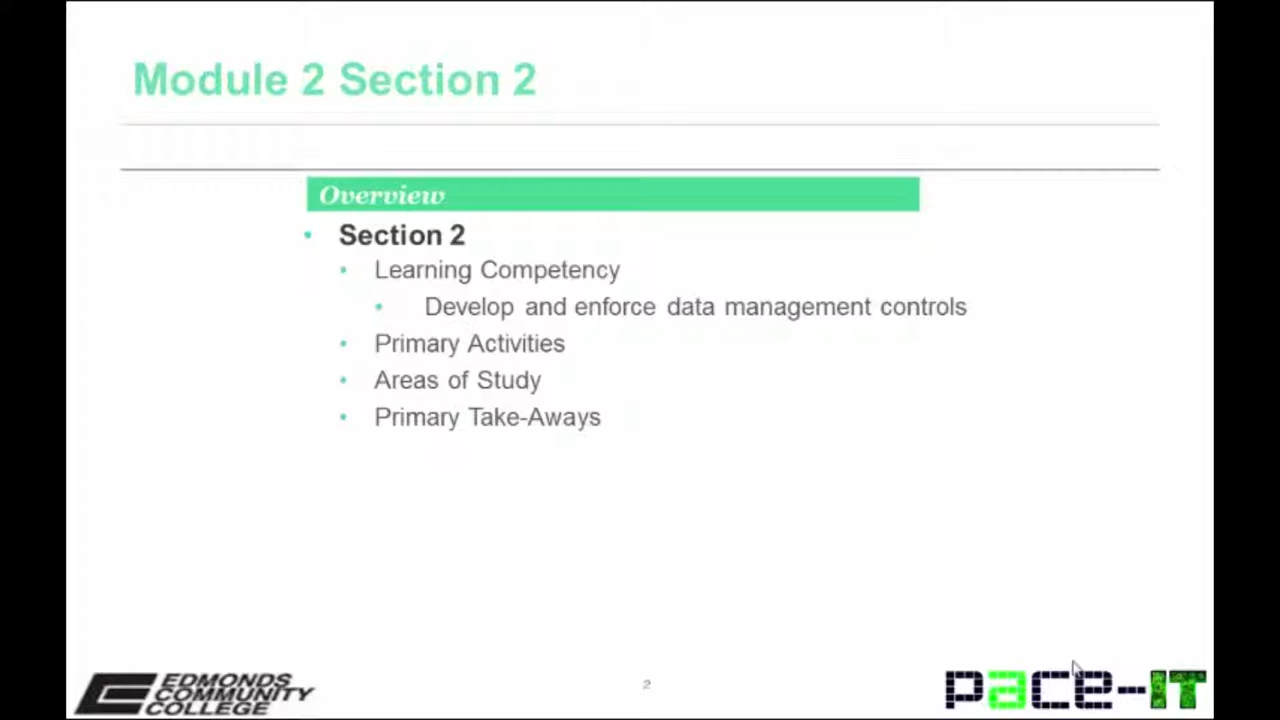 Module 2 Section 2
Overview
• Section 2
• Learning Competency
• Develop and enforce data management controls
• Primary Activities
• Areas of Study
• Primary Take-Aways
EDMONDS
COMMUNITY
COLLEGE
2
pace-IT